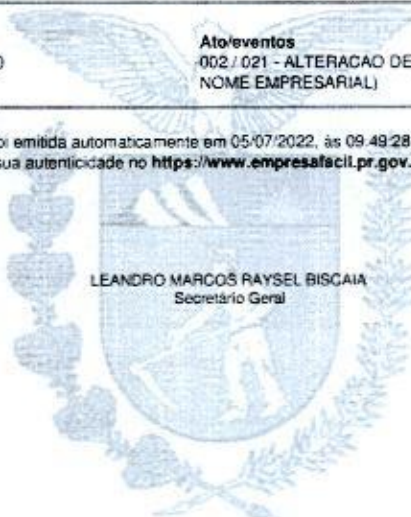 Ato/eventos
002 / 021 - ALTERACAO DE
NOME EMPRESARIAL)
emitida automaticamente em 05/07/2022, às 09:49:28
sua autenticidade no https://www.empresafacil.pr.gov.
LEANDRO MARCOS RAYSEL BISCAIA
Secretário Geral